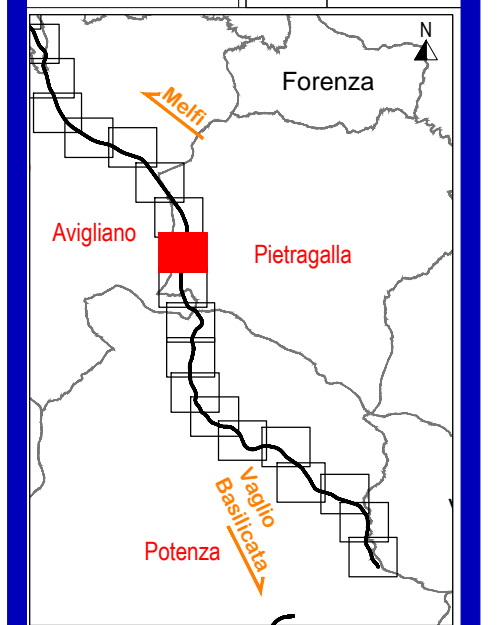 N
Forenza
Melfi
Avigliano
Pietragalla
Vaglio
Basilicata
Potenza